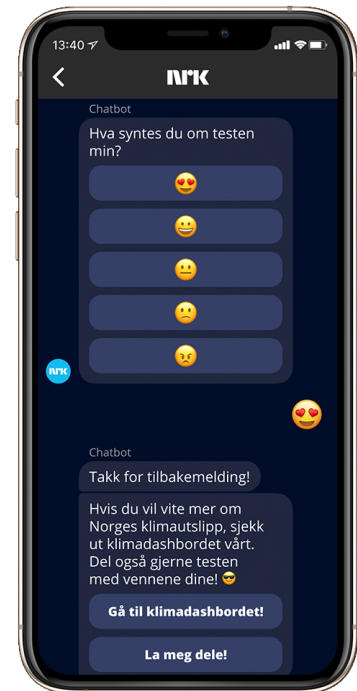 13:40
NRK
Chatbot
Hva syntes du om testen
min?
😍
😀
😐
🙁
😠
NRK
😍
Chatbot
Takk for tilbakemelding!
Hvis du vil vite mer om
Norges klimautslipp, sjekk
ut klimadashbordet vårt.
Del også gjerne testen
med vennene dine! 😎
Gå til klimadashbordet!
La meg dele!